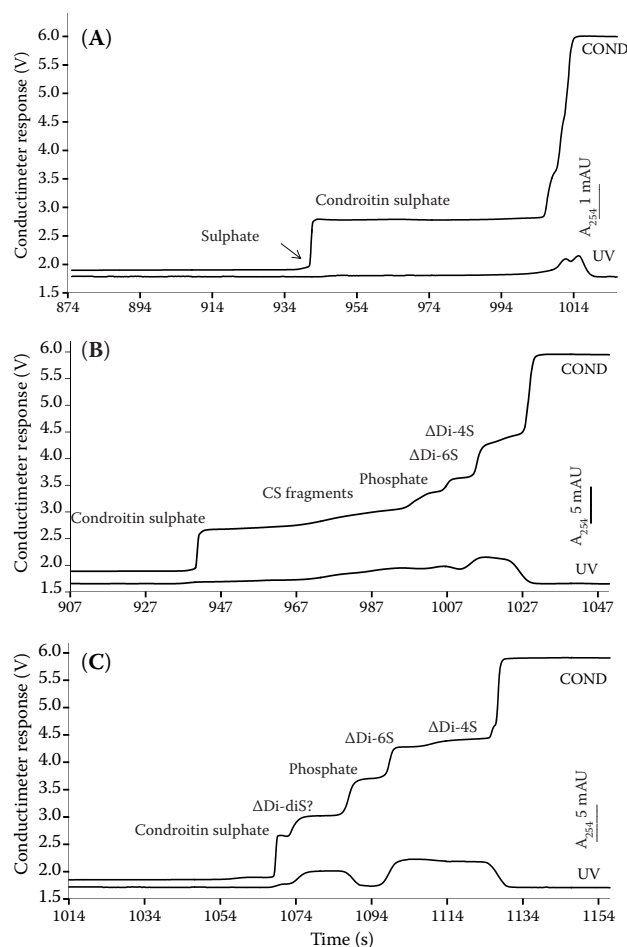 (A)
Conductimeter response (V)
6.0
5.5
5.0
4.5
4.0
3.5
3.0
2.5
2.0
1.5
COND
A254 1 mAU
Condroitin sulphate
Sulphate
UV
874 894 914 934 954 974 994 1014
(B)
Conductimeter response (V)
6.0
5.5
5.0
4.5
4.0
3.5
3.0
2.5
2.0
1.5
COND
ΔDi-4S
ΔDi-6S
Phosphate
CS fragments
Condroitin sulphate
A254 5 mAU
UV
907 927 947 967 987 1007 1027 1047
(C)
Conductimeter response (V)
6.0
5.5
5.0
4.5
4.0
3.5
3.0
2.5
2.0
1.5
COND
ΔDi-6S
ΔDi-4S
Phosphate
ΔDi-diS?
Condroitin sulphate
A254 5 mAU
UV
1014 1034 1054 1074 1094 1114 1134 1154
Time (s)